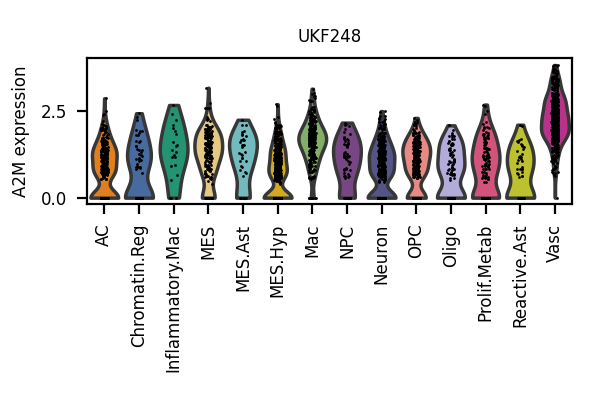 UKF248
A2M expression
2.5
0.0
AC
Chromatin.Reg
Inflammatory.Mac
MES
MES.Ast
MES.Hyp
Mac
NPC
Neuron
OPC
Oligo
Prolif.Metab
Reactive.Ast
Vasc